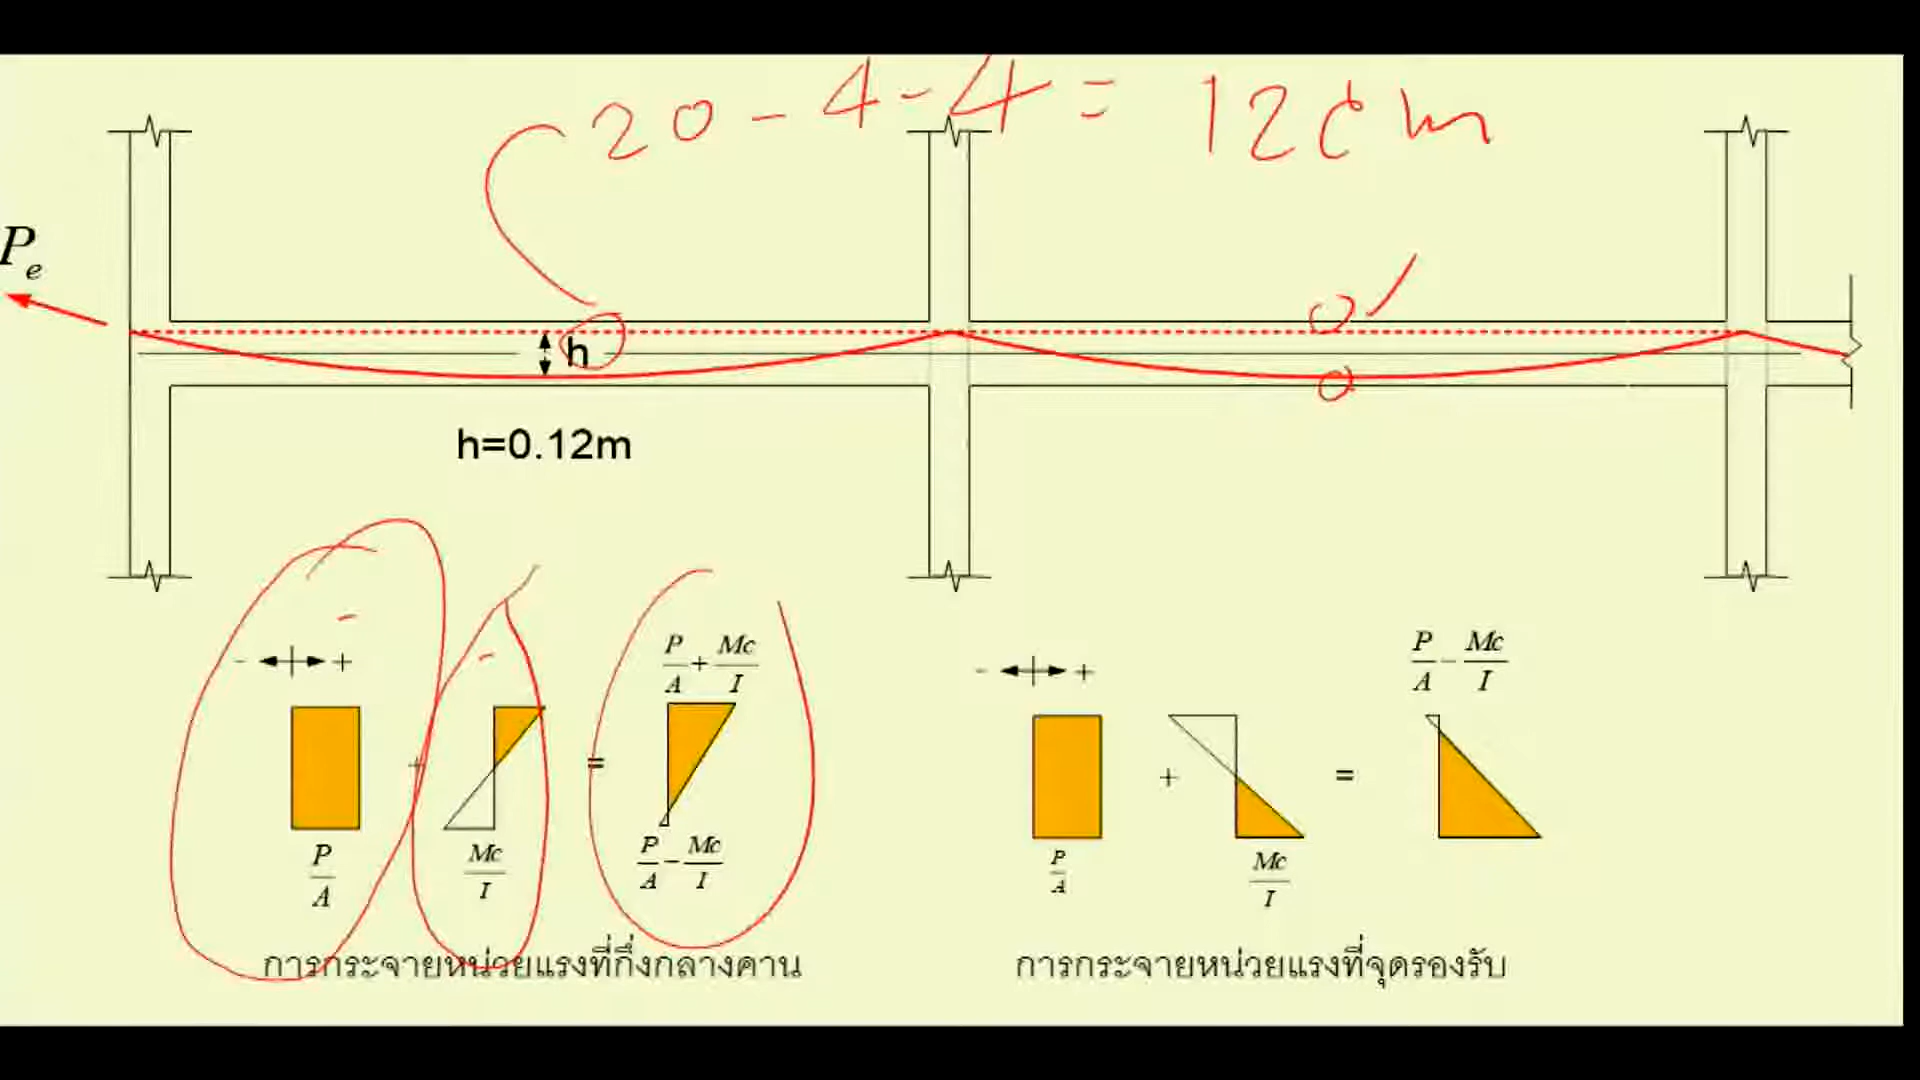 20 - 4 - 4 = 12cm
Pe
h
h=0.12m
-
-
- +
P/A + Mc/I
- +
P/A - Mc/I
+
=
+
=
P/A
Mc/I
P/A - Mc/I
P/A
Mc/I
การกระจายหน่วยแรงที่กึ่งกลางคาน
การกระจายหน่วยแรงที่จุดรองรับ